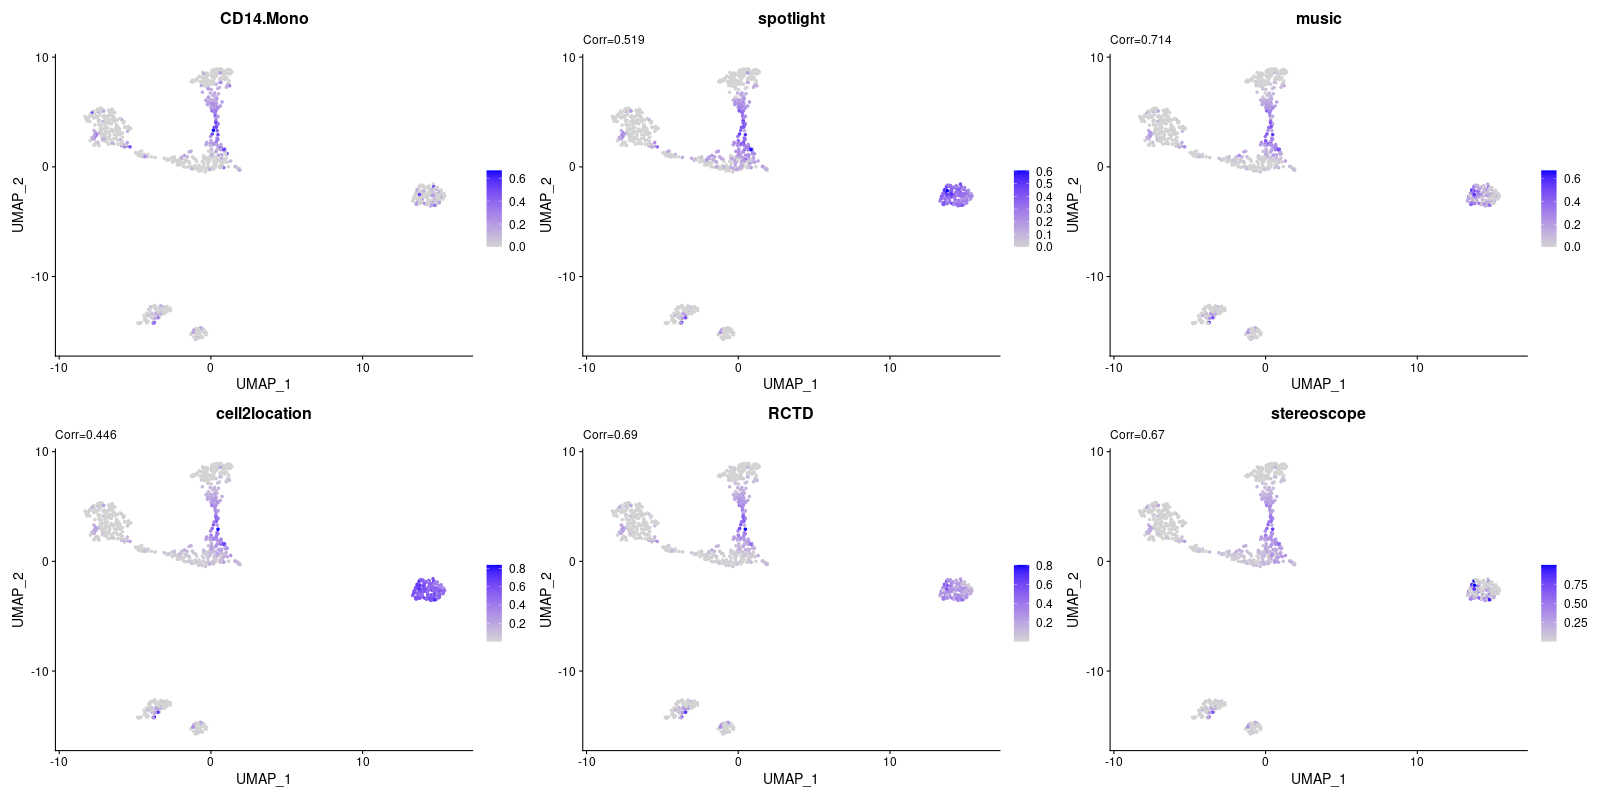 CD14.Mono
10
0
-10
UMAP_2
-10
0
10
UMAP_1
0.6
0.4
0.2
0.0
spotlight
Corr=0.519
10
0
-10
UMAP_2
-10
0
10
UMAP_1
0.6
0.5
0.4
0.3
0.2
0.1
0.0
music
Corr=0.714
10
0
-10
UMAP_2
-10
0
10
UMAP_1
0.6
0.4
0.2
0.0
cell2location
Corr=0.446
10
0
-10
UMAP_2
-10
0
10
UMAP_1
0.8
0.6
0.4
0.2
RCTD
Corr=0.69
10
0
-10
UMAP_2
-10
0
10
UMAP_1
0.8
0.6
0.4
0.2
stereoscope
Corr=0.67
10
0
-10
UMAP_2
-10
0
10
UMAP_1
0.75
0.50
0.25